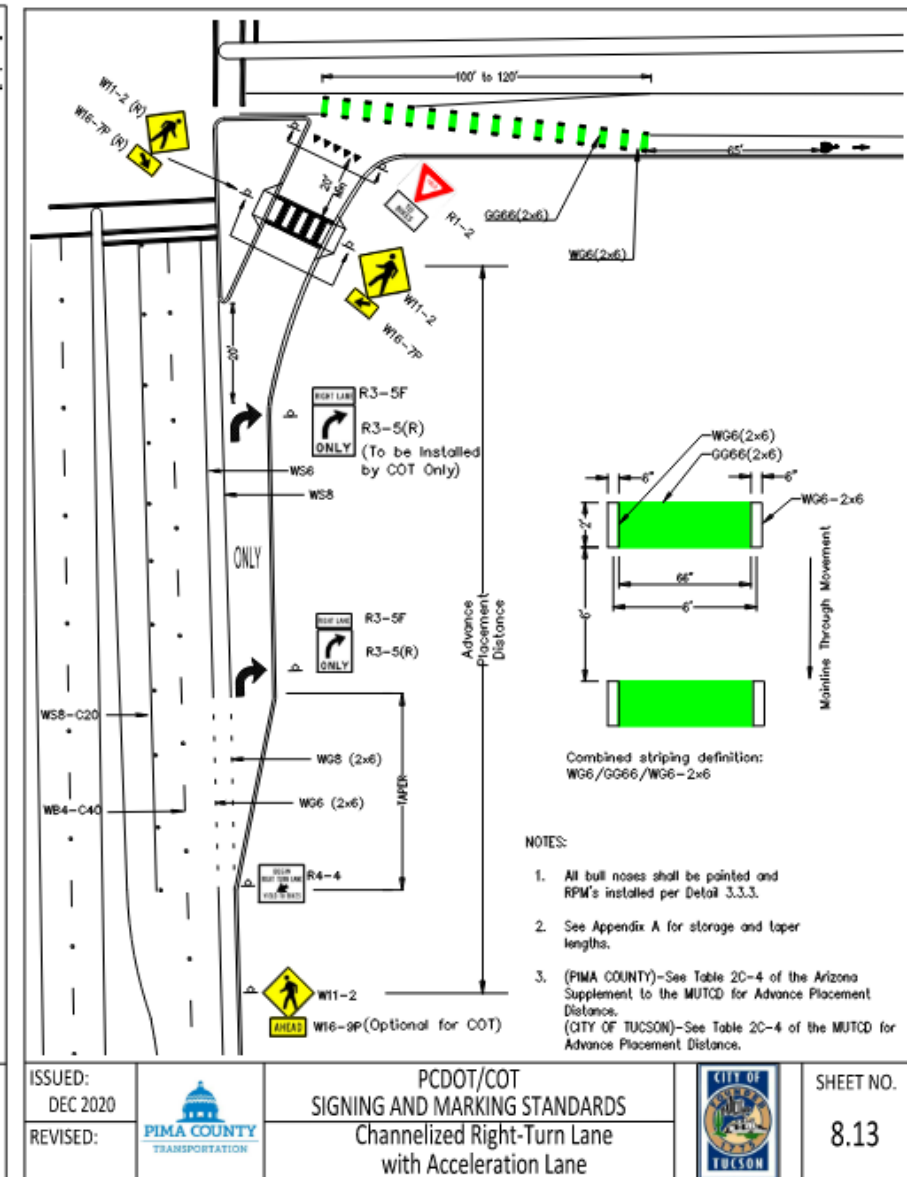 W11-2 (R)
W16-7P (R)
100' to 120'
65'
20'
MIN
TO
BIKES
R1-2
GG66(2x6)
WG6(2x6)
W11-2
W16-7P
20'
RIGHT LANE
R3-5F
ONLY
R3-5(R)
(To be Installed
by COT Only)
WS6
WS8
ONLY
RIGHT LANE
R3-5F
ONLY
R3-5(R)
Advance
Placement
Distance
WG6(2x6)
GG66(2x6)
6"
6"
WG6-2x6
2'
66"
6'
6'
Mainline Through Movement
Combined striping definition:
WG6/GG66/WG6-2x6
WS8-C20
WB4-C40
WG8 (2x6)
WG6 (2x6)
TAPER
BEGIN
RIGHT TURN LANE
YIELD TO BIKES
R4-4
W11-2
AHEAD
W16-9P(Optional for COT)
NOTES:
1. All bull noses shall be painted and
RPM's installed per Detail 3.3.3.
2. See Appendix A for storage and taper
lengths.
3. (PIMA COUNTY)-See Table 2C-4 of the Arizona
Supplement to the MUTCD for Advance Placement
Distance.
(CITY OF TUCSON)-See Table 2C-4 of the MUTCD for
Advance Placement Distance.
ISSUED:
DEC 2020
REVISED:
PIMA COUNTY
TRANSPORTATION
PCDOT/COT
SIGNING AND MARKING STANDARDS
Channelized Right-Turn Lane
with Acceleration Lane
CITY OF
TUCSON
SHEET NO.
8.13